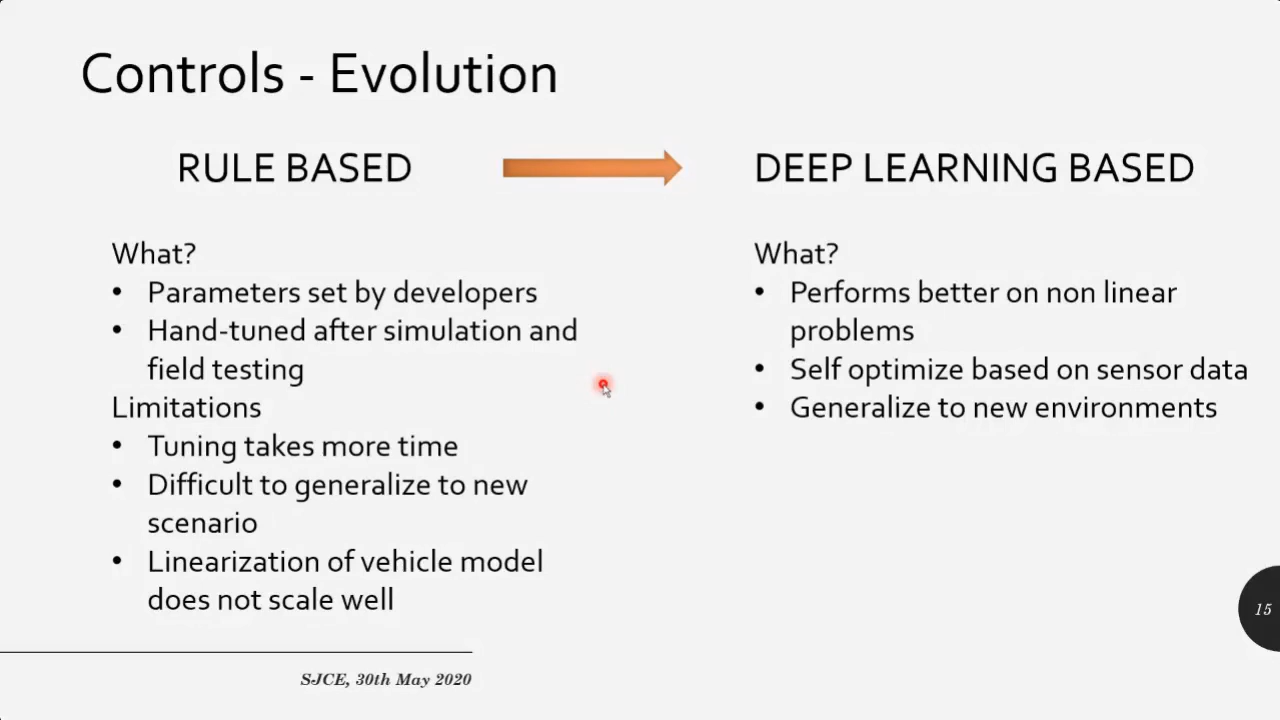 Controls - Evolution
RULE BASED
What?
• Parameters set by developers
• Hand-tuned after simulation and
field testing
Limitations
• Tuning takes more time
• Difficult to generalize to new
scenario
• Linearization of vehicle model
does not scale well
DEEP LEARNING BASED
What?
• Performs better on non linear
problems
• Self optimize based on sensor data
• Generalize to new environments
15
SJCE, 30th May 2020